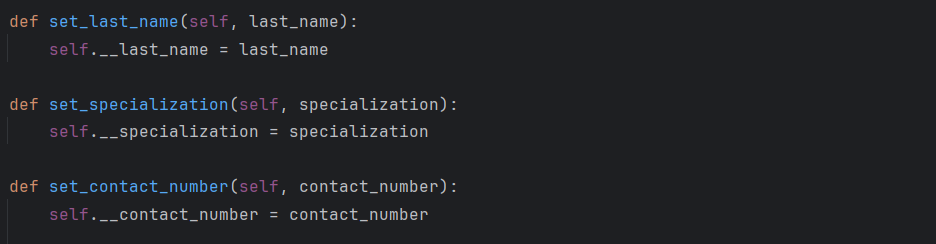 def set_last_name(self, last_name):
    self.__last_name = last_name
def set_specialization(self, specialization):
    self.__specialization = specialization
def set_contact_number(self, contact_number):
    self.__contact_number = contact_number